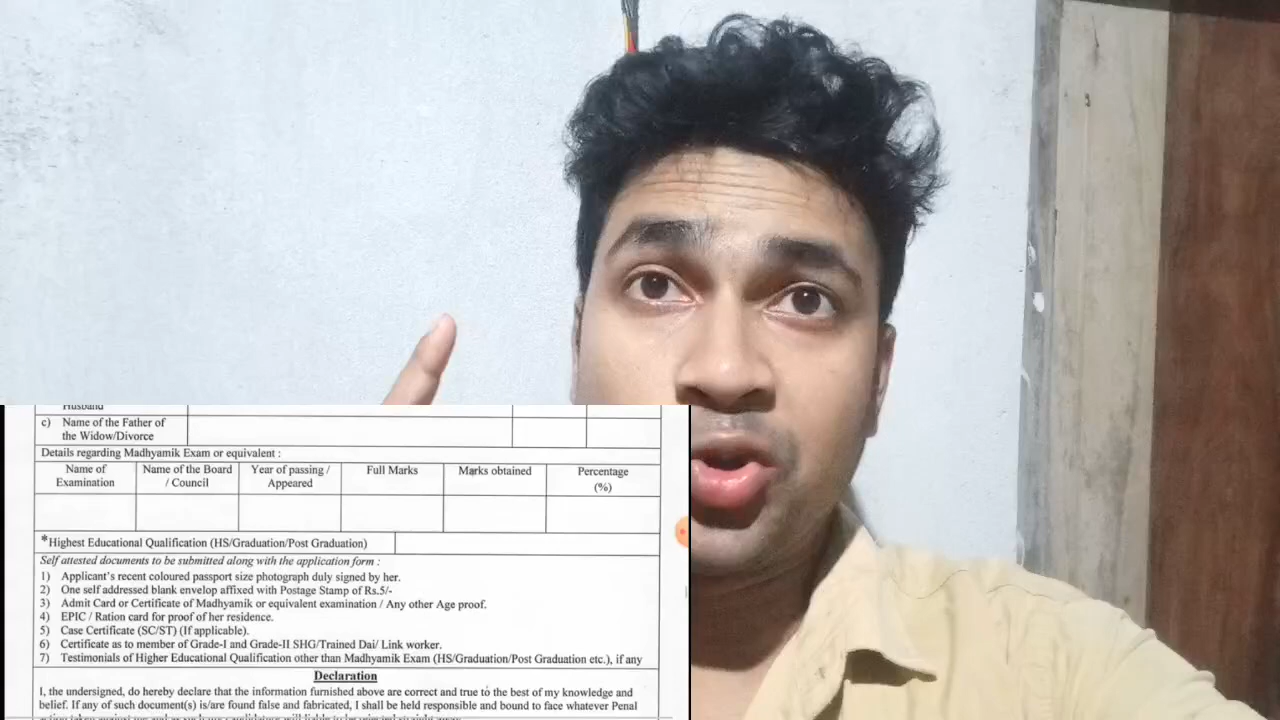 Husband
c) Name of the Father of
the Widow/Divorce
Details regarding Madhyamik Exam or equivalent :
Name of Examination Name of the Board / Council Year of passing / Appeared Full Marks Marks obtained Percentage (%)
*Highest Educational Qualification (HS/Graduation/Post Graduation)
Self attested documents to be submitted along with the application form :
1) Applicant's recent coloured passport size photograph duly signed by her.
2) One self addressed blank envelop affixed with Postage Stamp of Rs.5/-
3) Admit Card or Certificate of Madhyamik or equivalent examination / Any other Age proof.
4) EPIC / Ration card for proof of her residence.
5) Case Certificate (SC/ST) (If applicable).
6) Certificate as to member of Grade-I and Grade-II SHG/Trained Dai/ Link worker.
7) Testimonials of Higher Educational Qualification other than Madhyamik Exam (HS/Graduation/Post Graduation etc.), if any
Declaration
I, the undersigned, do hereby declare that the information furnished above are correct and true to the best of my knowledge and
belief. If any of such document(s) is/are found false and fabricated, I shall be held responsible and bound to face whatever Penal